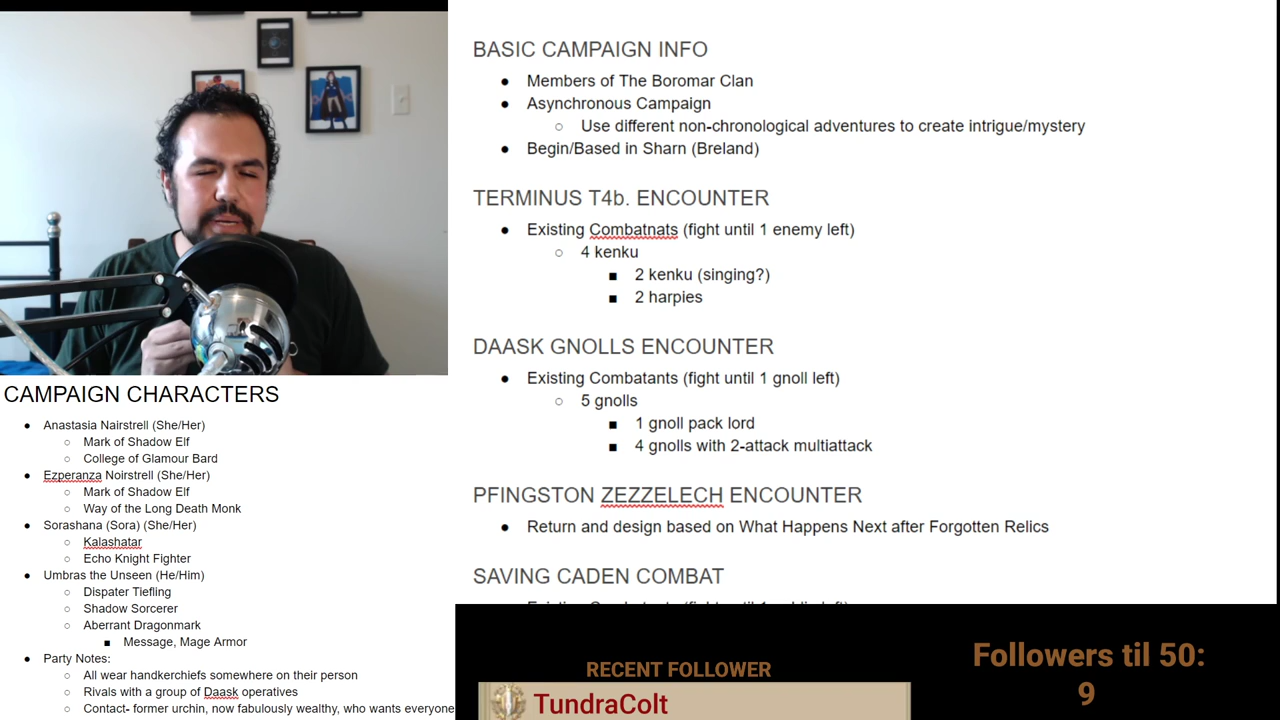 BASIC CAMPAIGN INFO
● Members of The Boromar Clan
● Asynchronous Campaign
○ Use different non-chronological adventures to create intrigue/mystery
● Begin/Based in Sharn (Breland)
TERMINUS T4b. ENCOUNTER
● Existing Combatnats (fight until 1 enemy left)
○ 4 kenku
■ 2 kenku (singing?)
■ 2 harpies
DAASK GNOLLS ENCOUNTER
● Existing Combatants (fight until 1 gnoll left)
○ 5 gnolls
■ 1 gnoll pack lord
■ 4 gnolls with 2-attack multiattack
PFINGSTON ZEZZELECH ENCOUNTER
● Return and design based on What Happens Next after Forgotten Relics
SAVING CADEN COMBAT
CAMPAIGN CHARACTERS
● Anastasia Nairstrell (She/Her)
○ Mark of Shadow Elf
○ College of Glamour Bard
● Ezperanza Noirstrell (She/Her)
○ Mark of Shadow Elf
○ Way of the Long Death Monk
● Sorashana (Sora) (She/Her)
○ Kalashatar
○ Echo Knight Fighter
● Umbras the Unseen (He/Him)
○ Dispater Tiefling
○ Shadow Sorcerer
○ Aberrant Dragonmark
■ Message, Mage Armor
● Party Notes:
○ All wear handkerchiefs somewhere on their person
○ Rivals with a group of Daask operatives
○ Contact- former urchin, now fabulously wealthy, who wants everyone
RECENT FOLLOWER
TundraColt
Followers til 50:
9